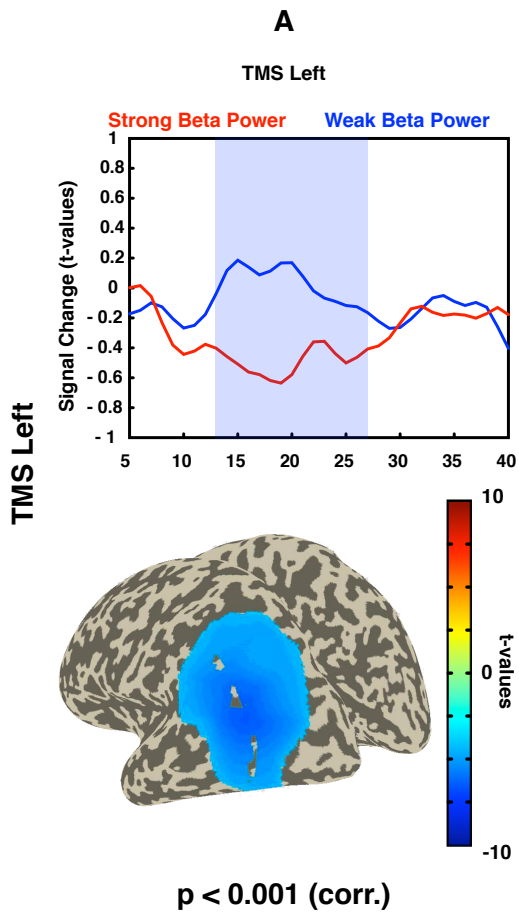 A
TMS Left
Strong Beta Power Weak Beta Power
1
0.8
0.6
0.4
0.2
0
- 0.2
- 0.4
- 0.6
- 0.8
- 1
Signal Change (t-values)
5 10 15 20 25 30 35 40
TMS Left
10
0
-10
t-values
p < 0.001 (corr.)